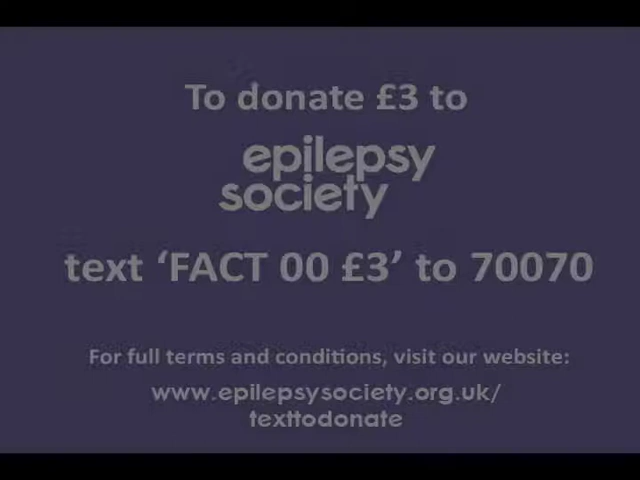 To donate £3 to
epilepsy
society
text ‘FACT 00 £3’ to 70070
For full terms and conditions, visit our website:
www.epilepsysociety.org.uk/
texttodonate